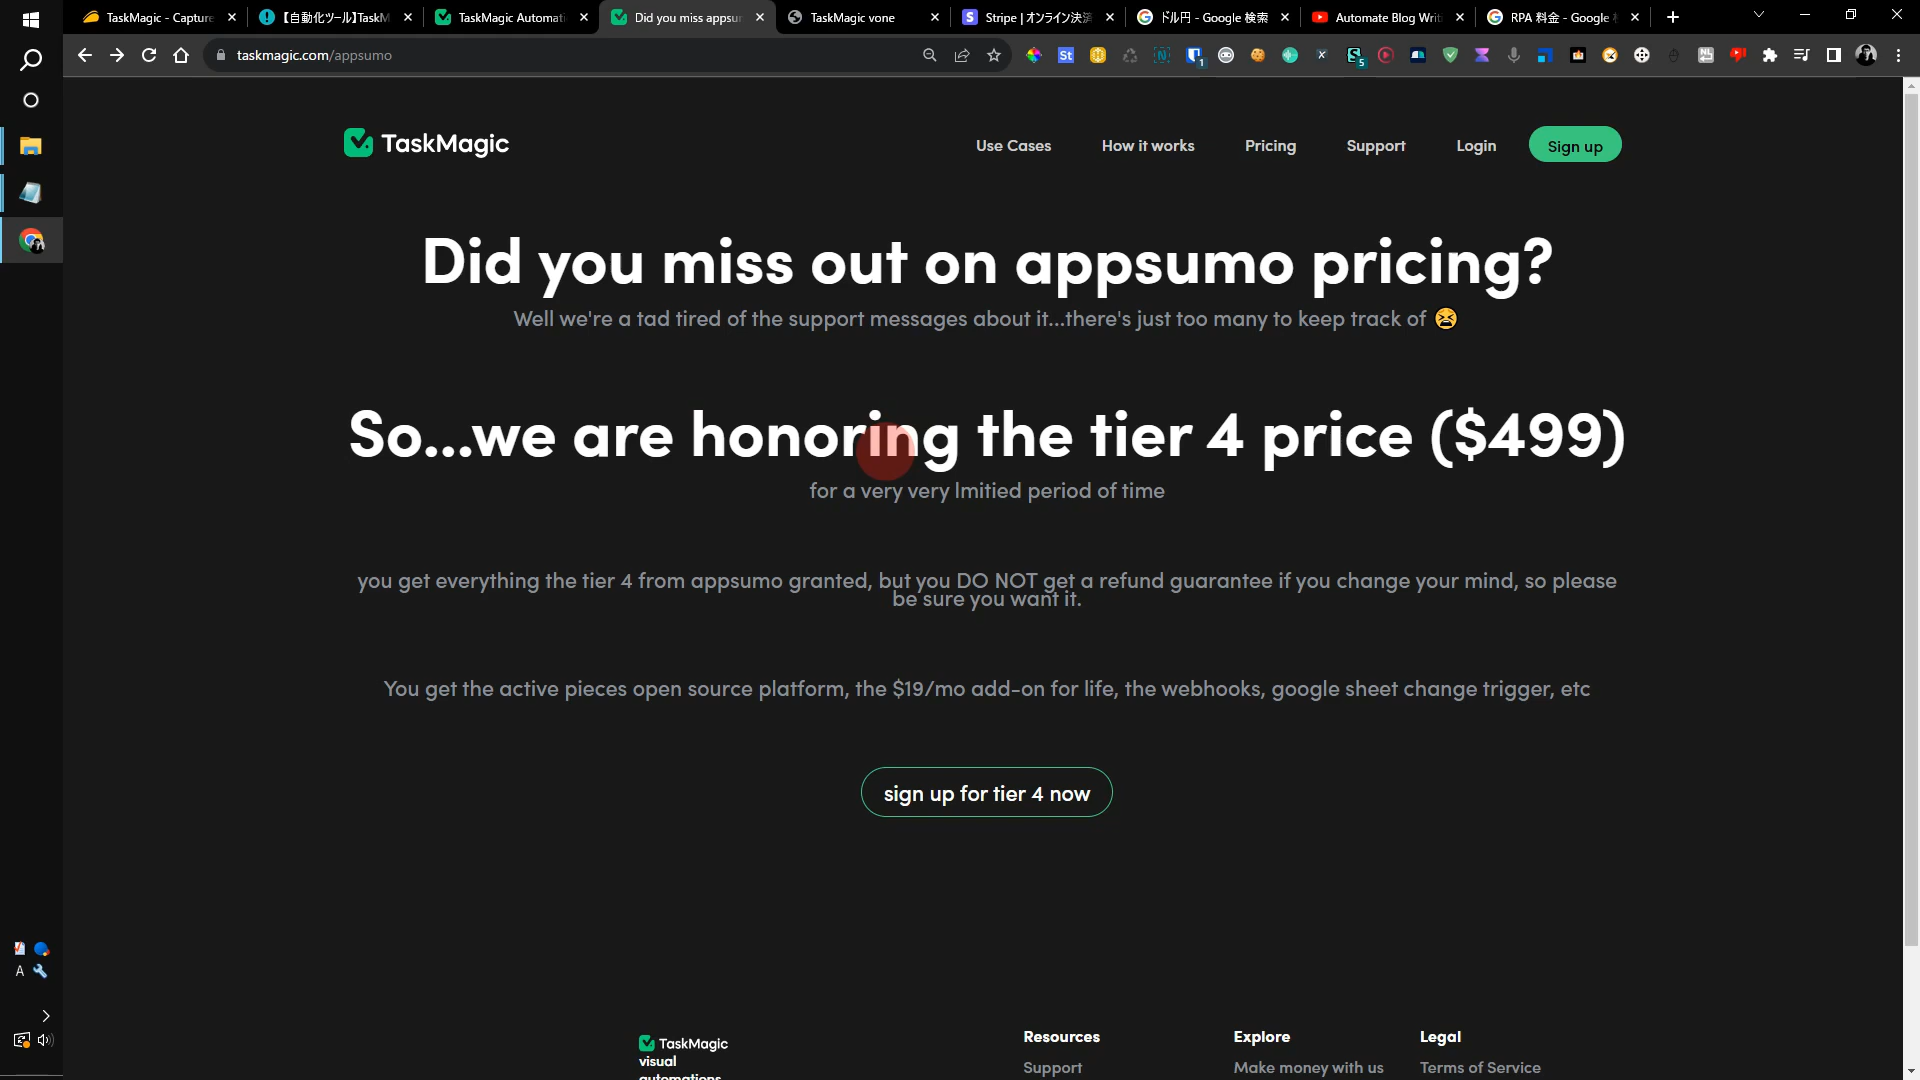 TaskMagic - Capture
【自動化ツール】TaskM
TaskMagic Automati
Did you miss appsu
TaskMagic vone
Stripe | オンライン決済
ドル円 - Google 検索
Automate Blog Writ
RPA 料金 - Google
taskmagic.com/appsumo
TaskMagic
Use Cases
How it works
Pricing
Support
Login
Sign up
Did you miss out on appsumo pricing?
Well we're a tad tired of the support messages about it...there's just too many to keep track of 😫
So...we are honoring the tier 4 price ($499)
for a very very lmitied period of time
you get everything the tier 4 from appsumo granted, but you DO NOT get a refund guarantee if you change your mind, so please
be sure you want it.
You get the active pieces open source platform, the $19/mo add-on for life, the webhooks, google sheet change trigger, etc
sign up for tier 4 now
A
TaskMagic
visual
automations
Resources
Support
Explore
Make money with us
Legal
Terms of Service